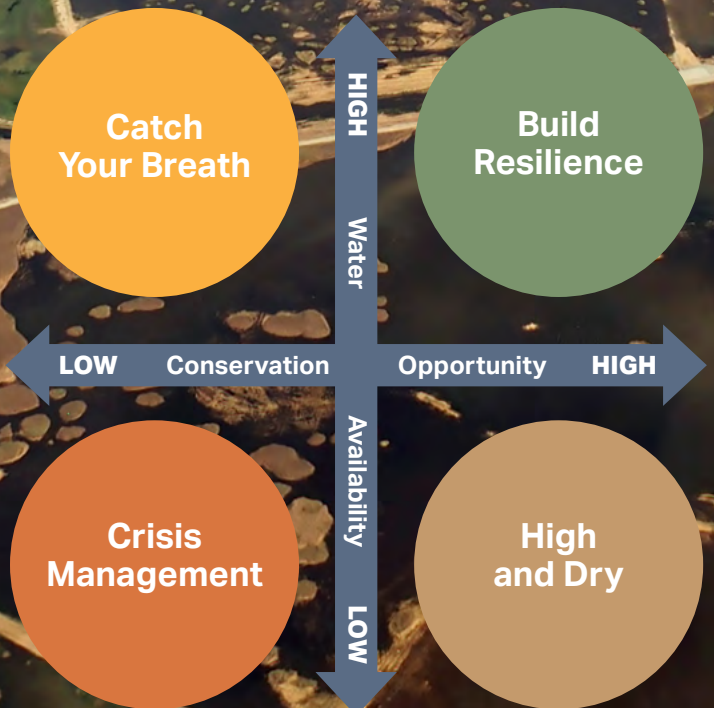 Catch
Your Breath
HIGH
Water
Build
Resilience
LOW Conservation Opportunity HIGH
Availability
LOW
Crisis
Management
High
and Dry